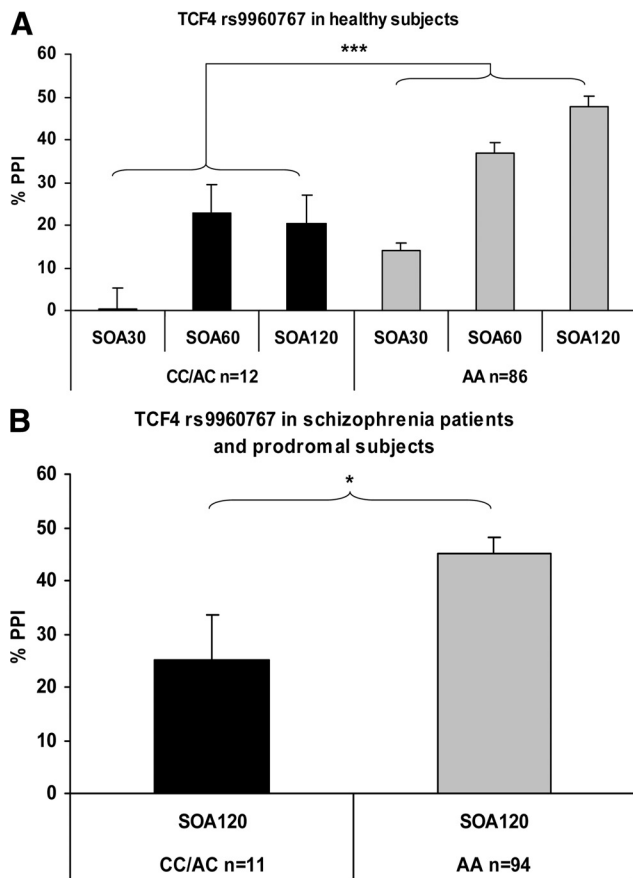 A
TCF4 rs9960767 in healthy subjects
***
60
50
40
30
20
10
0
% PPI
SOA30 SOA60 SOA120 SOA30 SOA60 SOA120
CC/AC n=12 AA n=86
B
TCF4 rs9960767 in schizophrenia patients
and prodromal subjects
*
60
50
40
30
20
10
0
% PPI
SOA120 SOA120
CC/AC n=11 AA n=94